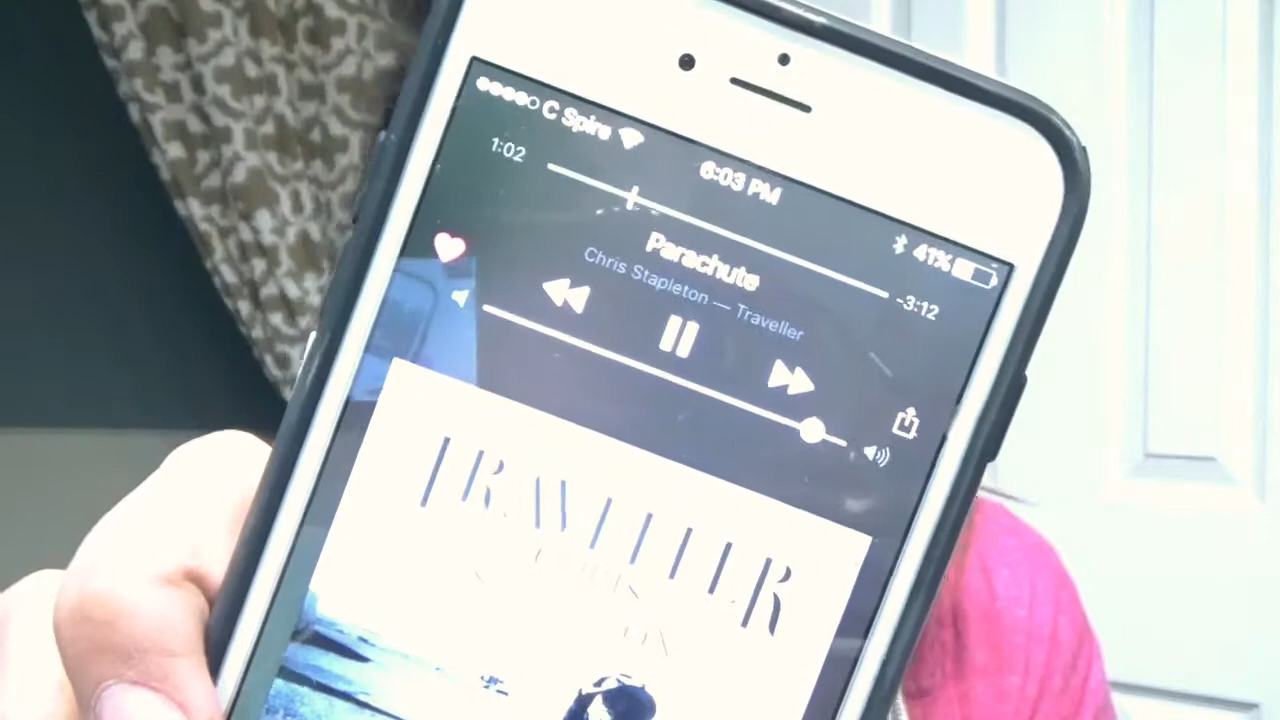 C Spire 6:03 PM 41%
1:02 -3:12
Parachute
Chris Stapleton — Traveller
TRAVELLER